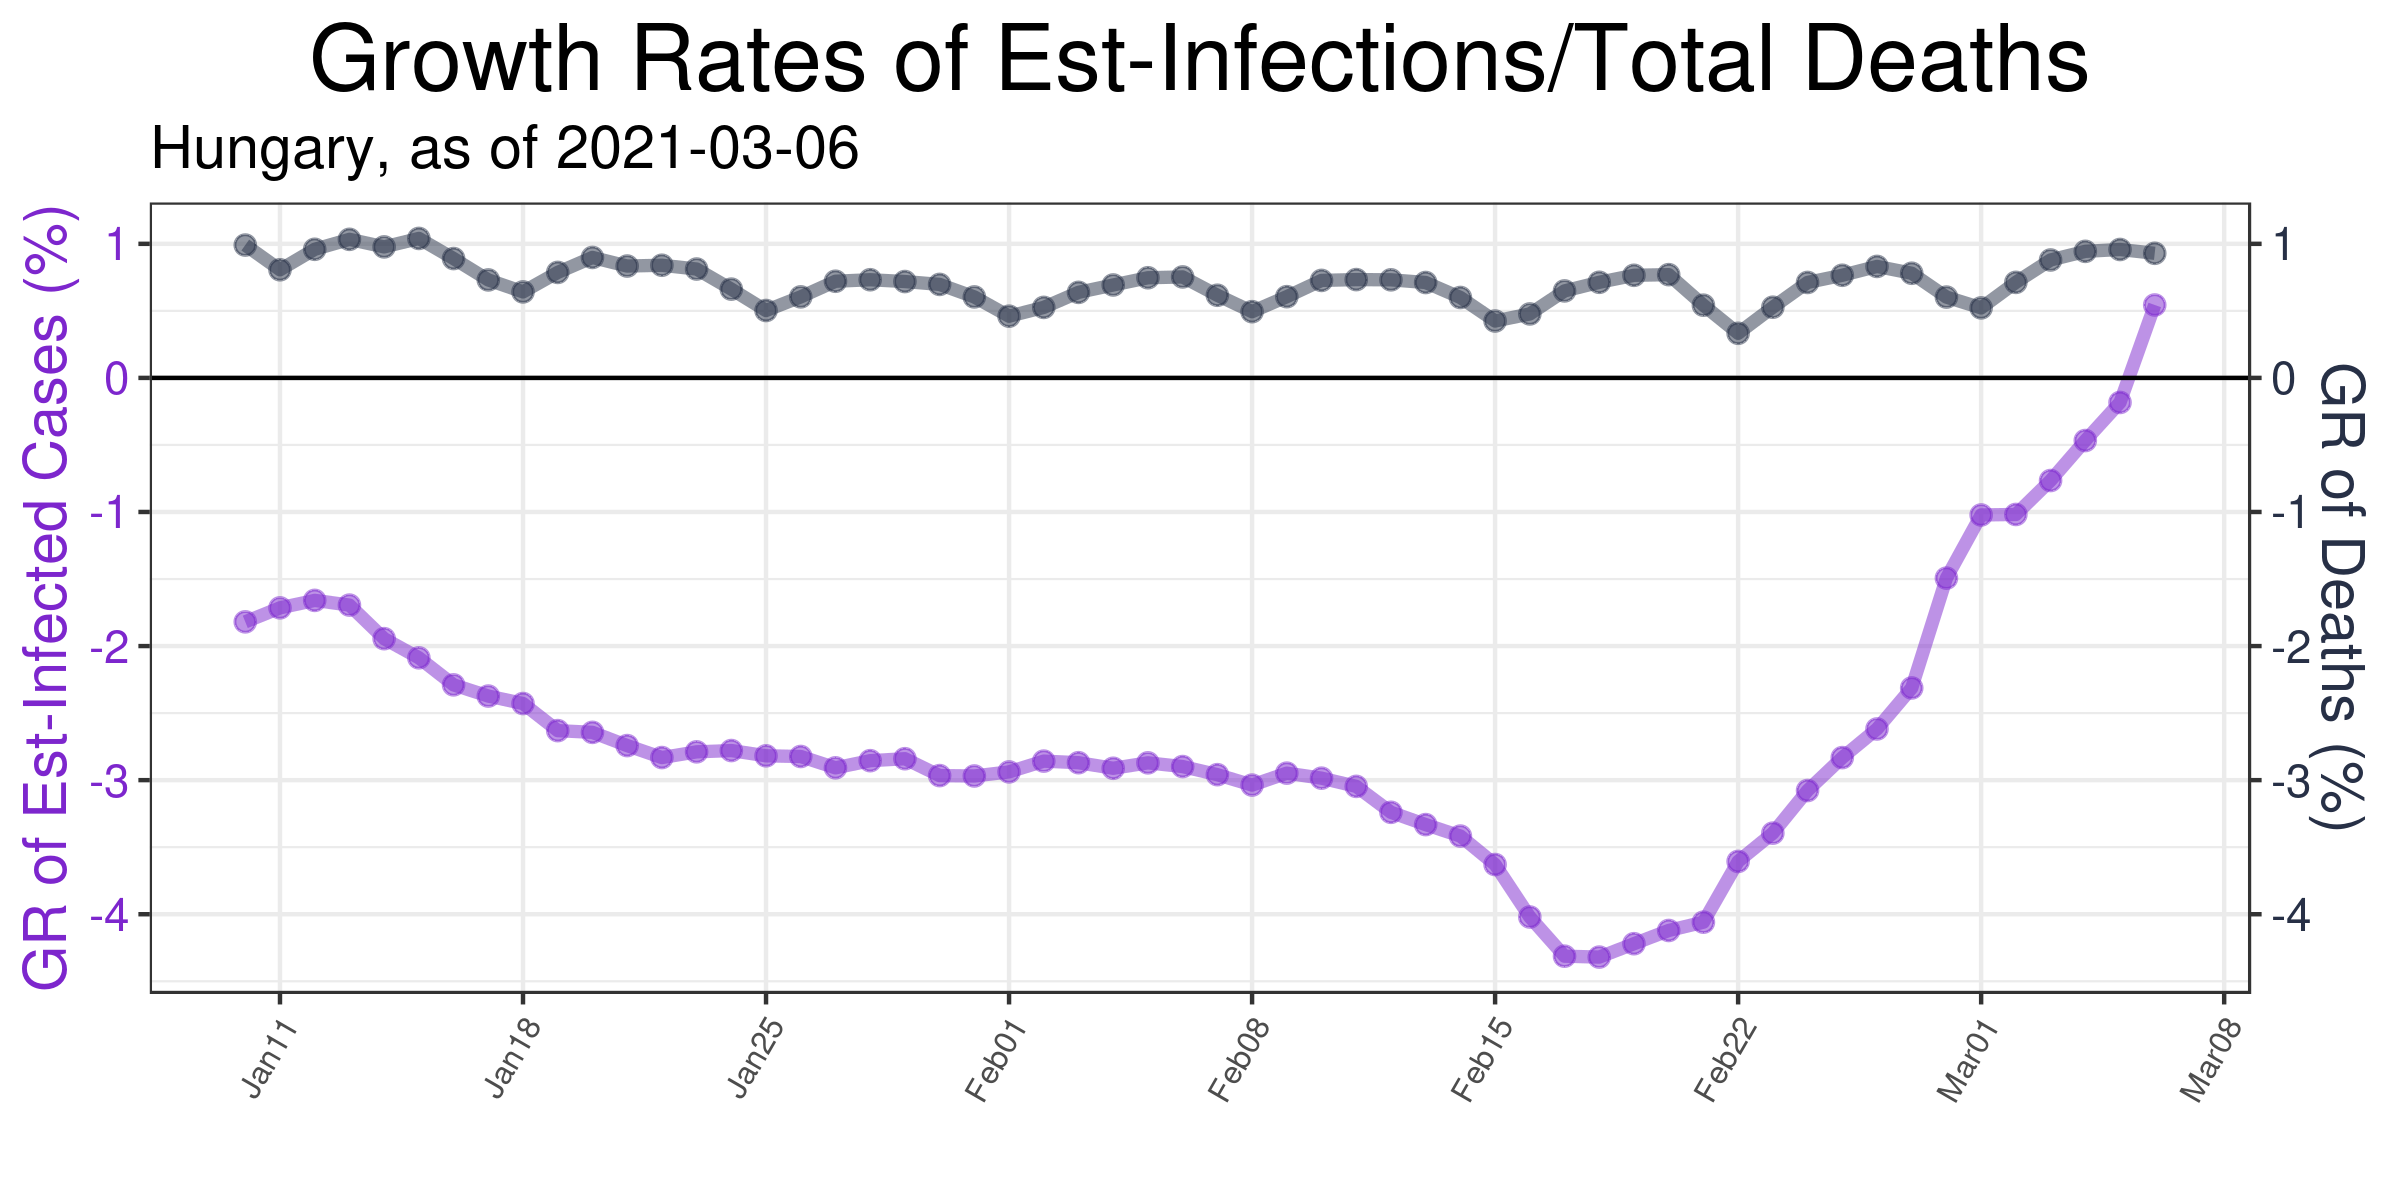 Growth Rates of Est-Infections/Total Deaths
Hungary, as of 2021-03-06
GR of Est-Infected Cases (%)
1
0
-1
-2
-3
-4
1
0
-1
-2
-3
-4
GR of Deaths (%)
Jan11
Jan18
Jan25
Feb01
Feb08
Feb15
Feb22
Mar01
Mar08